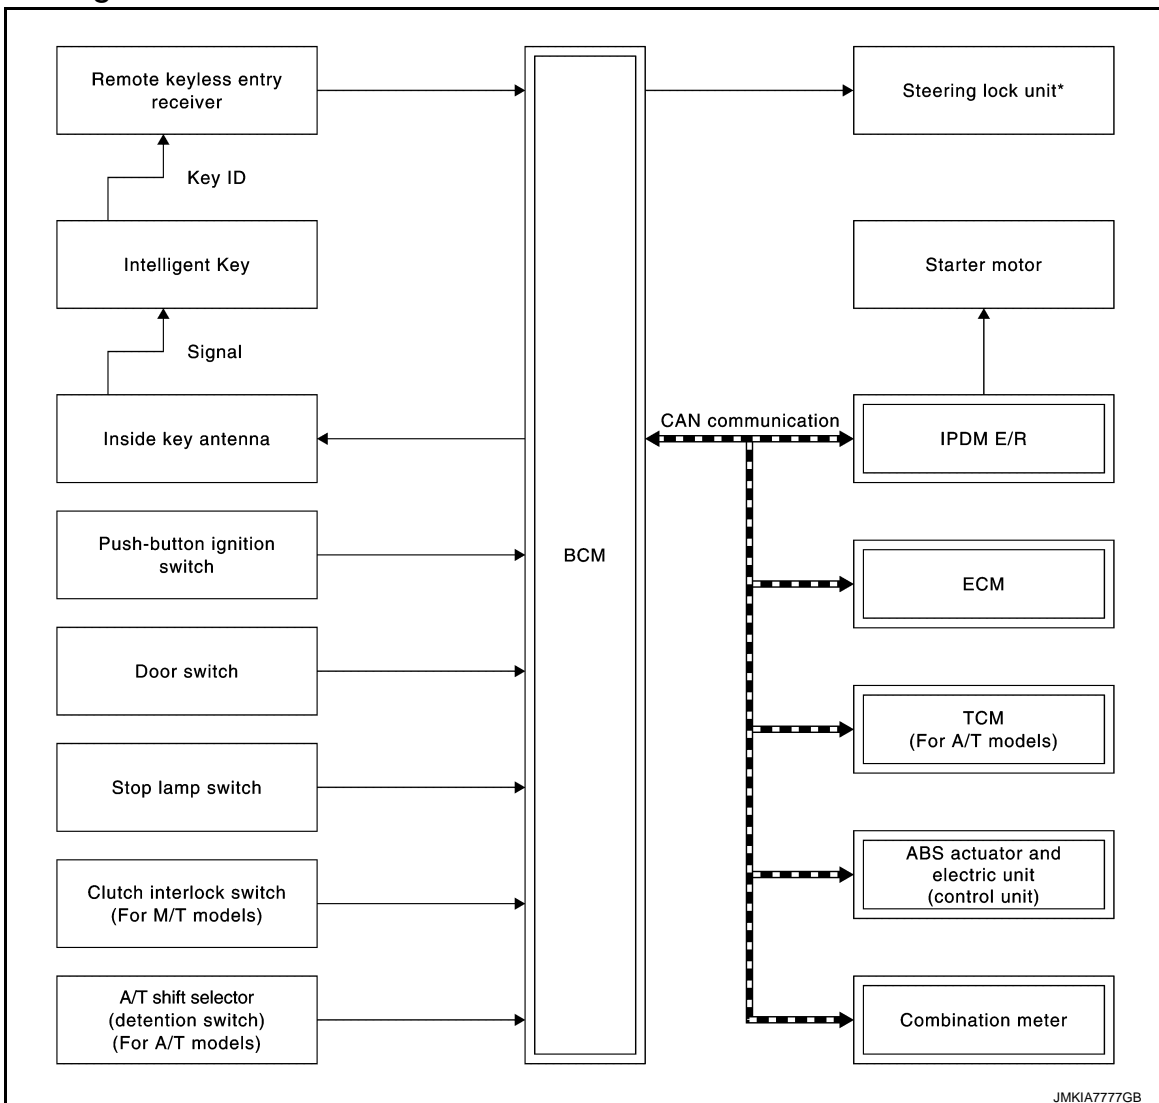 Remote keyless entry
receiver
Key ID
Intelligent Key
Signal
Inside key antenna
Push-button ignition
switch
Door switch
Stop lamp switch
Clutch interlock switch
(For M/T models)
A/T shift selector
(detention switch)
(For A/T models)
BCM
CAN communication
Steering lock unit*
Starter motor
IPDM E/R
ECM
TCM
(For A/T models)
ABS actuator and
electric unit
(control unit)
Combination meter
JMKIA7777GB